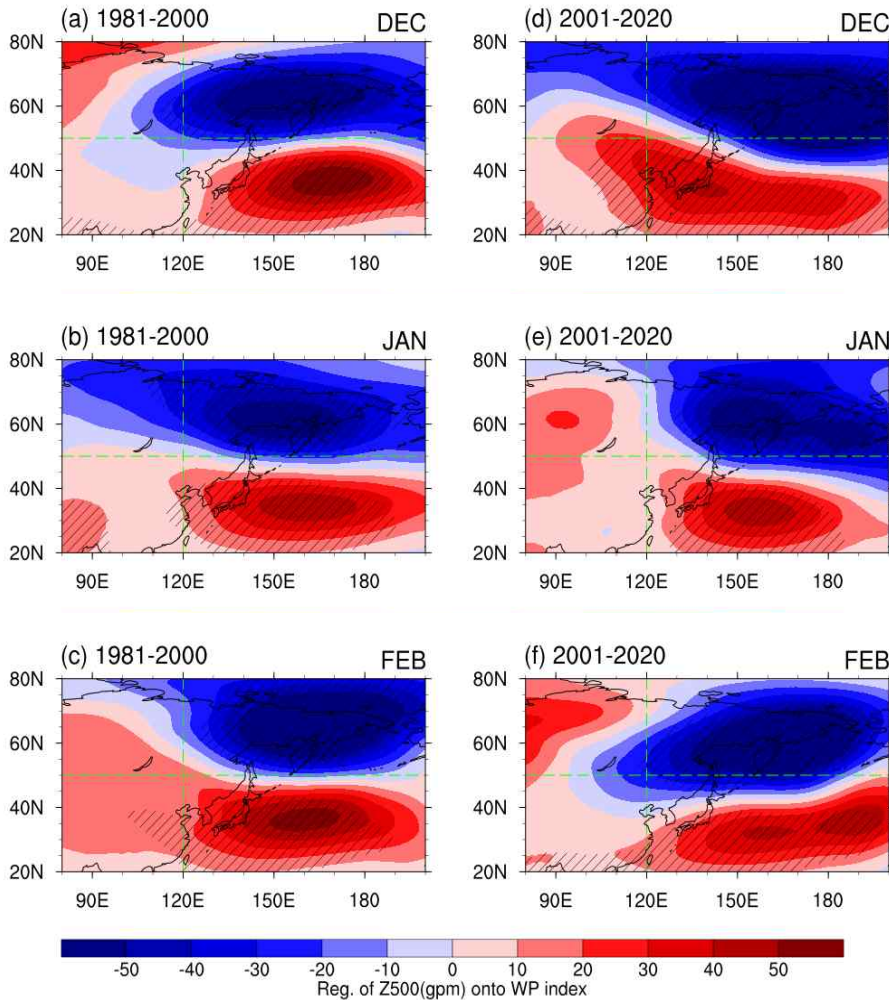 (a) 1981-2000 DEC
(d) 2001-2020 DEC
80N
60N
40N
20N
90E 120E 150E 180
80N
60N
40N
20N
90E 120E 150E 180
(b) 1981-2000 JAN
(e) 2001-2020 JAN
80N
60N
40N
20N
90E 120E 150E 180
80N
60N
40N
20N
90E 120E 150E 180
(c) 1981-2000 FEB
(f) 2001-2020 FEB
80N
60N
40N
20N
90E 120E 150E 180
80N
60N
40N
20N
90E 120E 150E 180
-50 -40 -30 -20 -10 0 10 20 30 40 50
Reg. of Z500(gpm) onto WP index